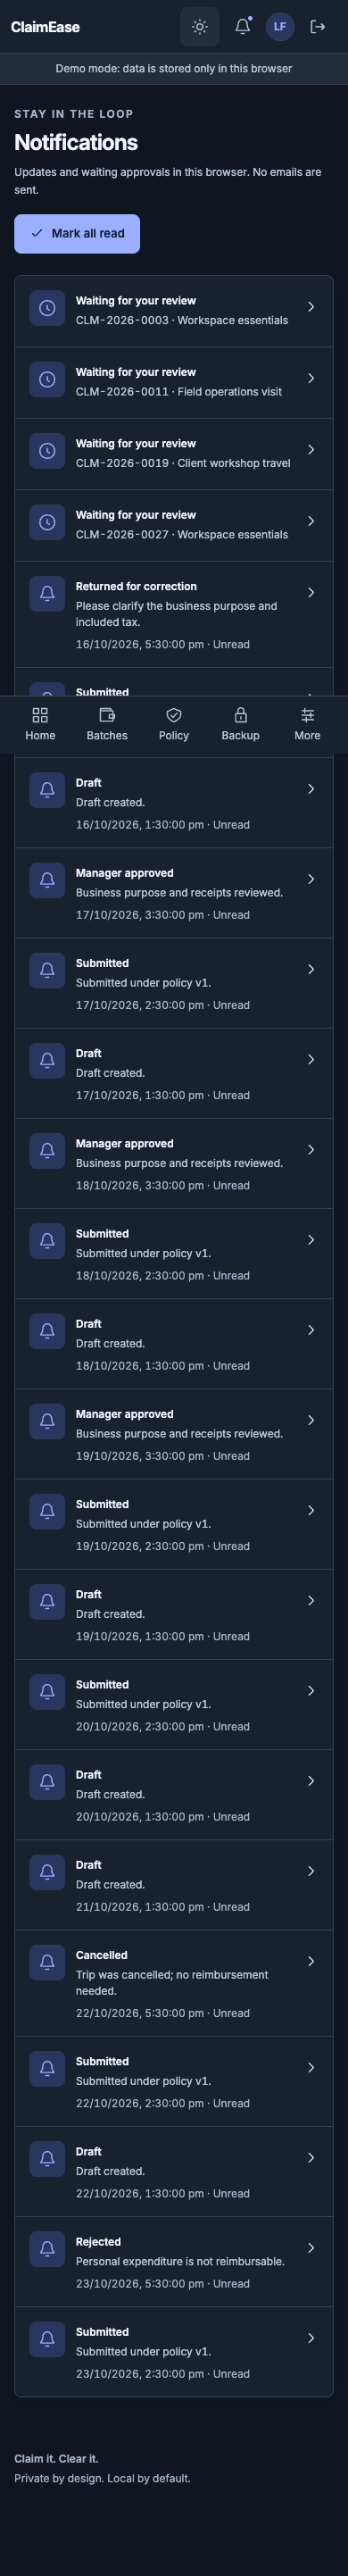 ClaimEase
LF
Demo mode: data is stored only in this browser
STAY IN THE LOOP
Notifications
Updates and waiting approvals in this browser. No emails are
sent.
Mark all read
Waiting for your review
CLM-2026-0003 · Workspace essentials
Waiting for your review
CLM-2026-0011 · Field operations visit
Waiting for your review
CLM-2026-0019 · Client workshop travel
Waiting for your review
CLM-2026-0027 · Workspace essentials
Returned for correction
Please clarify the business purpose and
included tax.
16/10/2026, 5:30:00 pm · Unread
Submitted
Home
Batches
Policy
Backup
More
Draft
Draft created.
16/10/2026, 1:30:00 pm · Unread
Manager approved
Business purpose and receipts reviewed.
17/10/2026, 3:30:00 pm · Unread
Submitted
Submitted under policy v1.
17/10/2026, 2:30:00 pm · Unread
Draft
Draft created.
17/10/2026, 1:30:00 pm · Unread
Manager approved
Business purpose and receipts reviewed.
18/10/2026, 3:30:00 pm · Unread
Submitted
Submitted under policy v1.
18/10/2026, 2:30:00 pm · Unread
Draft
Draft created.
18/10/2026, 1:30:00 pm · Unread
Manager approved
Business purpose and receipts reviewed.
19/10/2026, 3:30:00 pm · Unread
Submitted
Submitted under policy v1.
19/10/2026, 2:30:00 pm · Unread
Draft
Draft created.
19/10/2026, 1:30:00 pm · Unread
Submitted
Submitted under policy v1.
20/10/2026, 2:30:00 pm · Unread
Draft
Draft created.
20/10/2026, 1:30:00 pm · Unread
Draft
Draft created.
21/10/2026, 1:30:00 pm · Unread
Cancelled
Trip was cancelled; no reimbursement
needed.
22/10/2026, 5:30:00 pm · Unread
Submitted
Submitted under policy v1.
22/10/2026, 2:30:00 pm · Unread
Draft
Draft created.
22/10/2026, 1:30:00 pm · Unread
Rejected
Personal expenditure is not reimbursable.
23/10/2026, 5:30:00 pm · Unread
Submitted
Submitted under policy v1.
23/10/2026, 2:30:00 pm · Unread
Claim it. Clear it.
Private by design. Local by default.